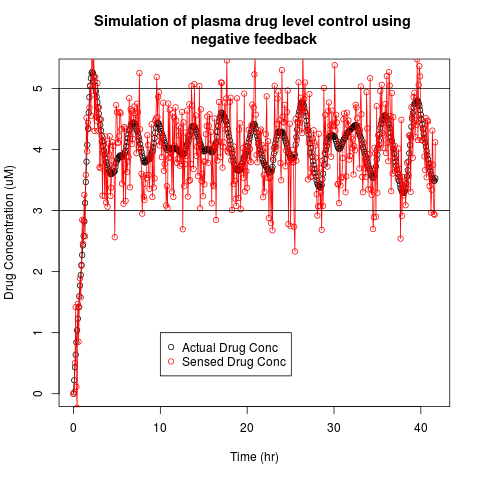 Simulation of plasma drug level control using
negative feedback
Drug Concentration (uM)
5
4
3
2
1
0
Actual Drug Conc
Sensed Drug Conc
0 10 20 30 40
Time (hr)